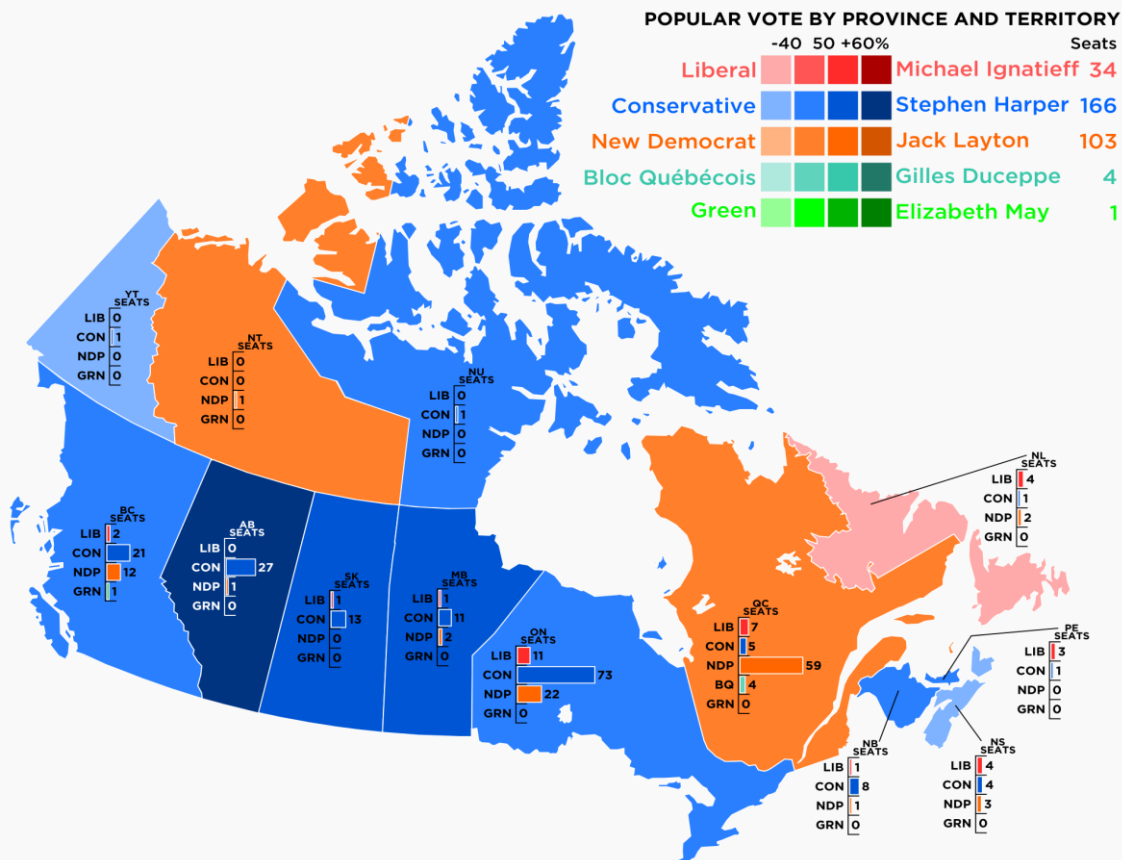 POPULAR VOTE BY PROVINCE AND TERRITORY
-40 50 +60% Seats
Liberal Michael Ignatieff 34
Conservative Stephen Harper 166
New Democrat Jack Layton 103
Bloc Québécois Gilles Duceppe 4
Green Elizabeth May 1
YT
SEATS
LIB 0
CON 1
NDP 0
GRN 0
NT
SEATS
LIB 0
CON 0
NDP 1
GRN 0
NU
SEATS
LIB 0
CON 1
NDP 0
GRN 0
BC
SEATS
LIB 2
CON 21
NDP 12
GRN 1
AB
SEATS
LIB 0
CON 27
NDP 1
GRN 0
SK
SEATS
LIB 1
CON 13
NDP 0
GRN 0
MB
SEATS
LIB 1
CON 11
NDP 2
GRN 0
ON
SEATS
LIB 11
CON 73
NDP 22
GRN 0
QC
SEATS
LIB 7
CON 5
NDP 59
BQ 4
GRN 0
NL
SEATS
LIB 4
CON 1
NDP 2
GRN 0
PE
SEATS
LIB 3
CON 1
NDP 0
GRN 0
NB
SEATS
LIB 1
CON 8
NDP 1
GRN 0
NS
SEATS
LIB 4
CON 4
NDP 3
GRN 0